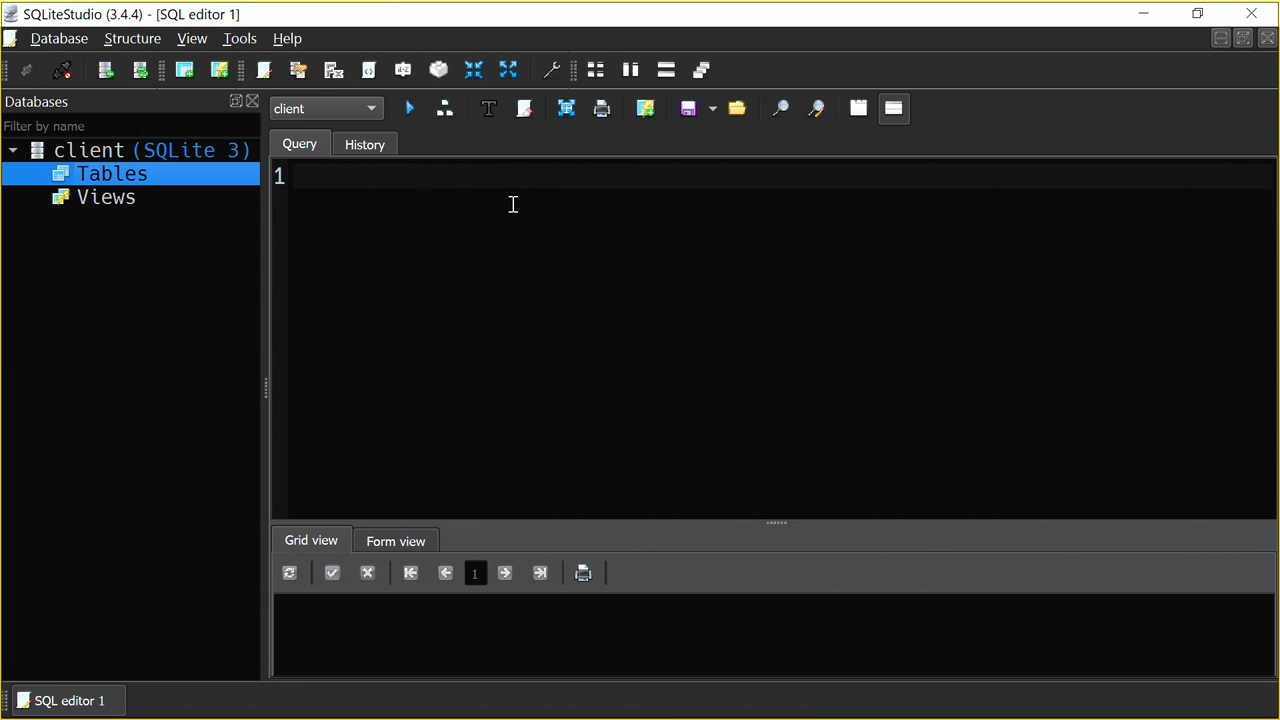 SQLiteStudio (3.4.4) - [SQL editor 1]
Database Structure View Tools Help
Databases
client
Filter by name
Query History
client (SQLite 3)
Tables
Views
1
Grid view Form view
1
SQL editor 1